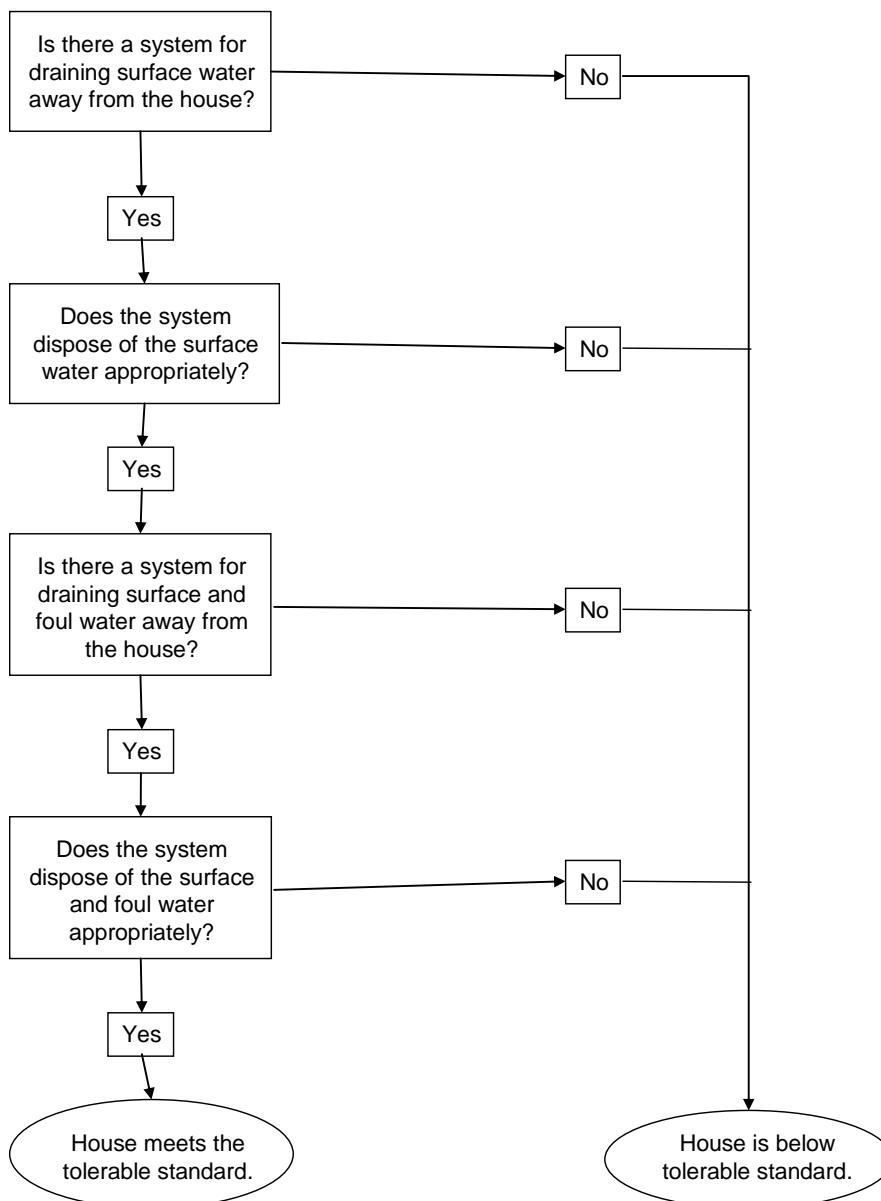 Is there a system for
draining surface water
away from the house?
No
Yes
Does the system
dispose of the surface
water appropriately?
No
Yes
Is there a system for
draining surface and
foul water away from
the house?
No
Yes
Does the system
dispose of the surface
and foul water
appropriately?
No
Yes
House meets the
tolerable standard.
House is below
tolerable standard.